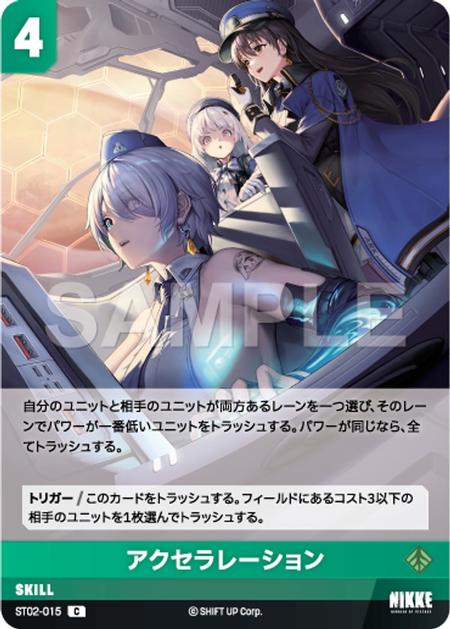 4
SAMPLE
自分のユニットと相手のユニットが両方あるレーンを一つ選び、そのレー
ンでパワーが一番低いユニットをトラッシュする。パワーが同じなら、全
てトラッシュする。
トリガー / このカードをトラッシュする。フィールドにあるコスト3以下の
相手のユニットを1枚選んでトラッシュする。
アクセラレーション
SKILL
ST02-015 C
© SHIFT UP Corp.
NIKKE
GODDESS OF VICTORY